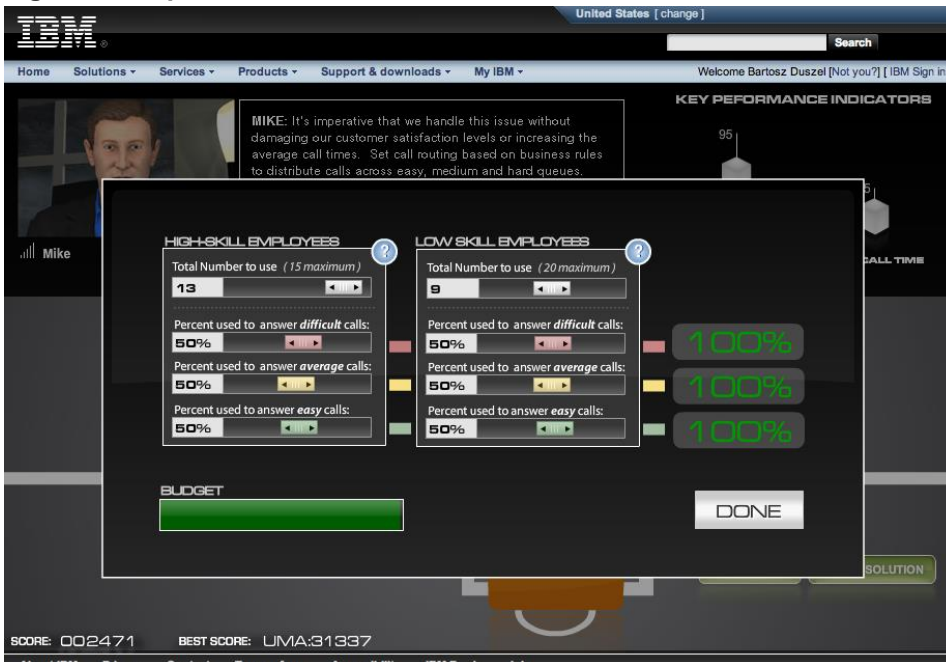 United States [ change ]
IBM®
Search
Home Solutions Services Products Support & downloads My IBM Welcome Bartosz Duszel [Not you?] [ IBM Sign in
KEY PEFORMANCE INDICATORS
MIKE: It's imperative that we handle this issue without
damaging our customer satisfaction levels or increasing the
average call times. Set call routing based on business rules
to distribute calls across easy, medium and hard queues.
95
5
Mike
CALL TIME
HIGH-SKILL EMPLOYEES
?
Total Number to use (15 maximum)
13
Percent used to answer difficult calls:
50%
Percent used to answer average calls:
50%
Percent used to answer easy calls:
50%
LOW SKILL EMPLOYEES
?
Total Number to use (20 maximum)
9
Percent used to answer difficult calls:
50%
Percent used to answer average calls:
50%
Percent used to answer easy calls:
50%
100%
100%
100%
BUDGET
DONE
SOLUTION
SCORE: 002471 BEST SCORE: UMA:31337